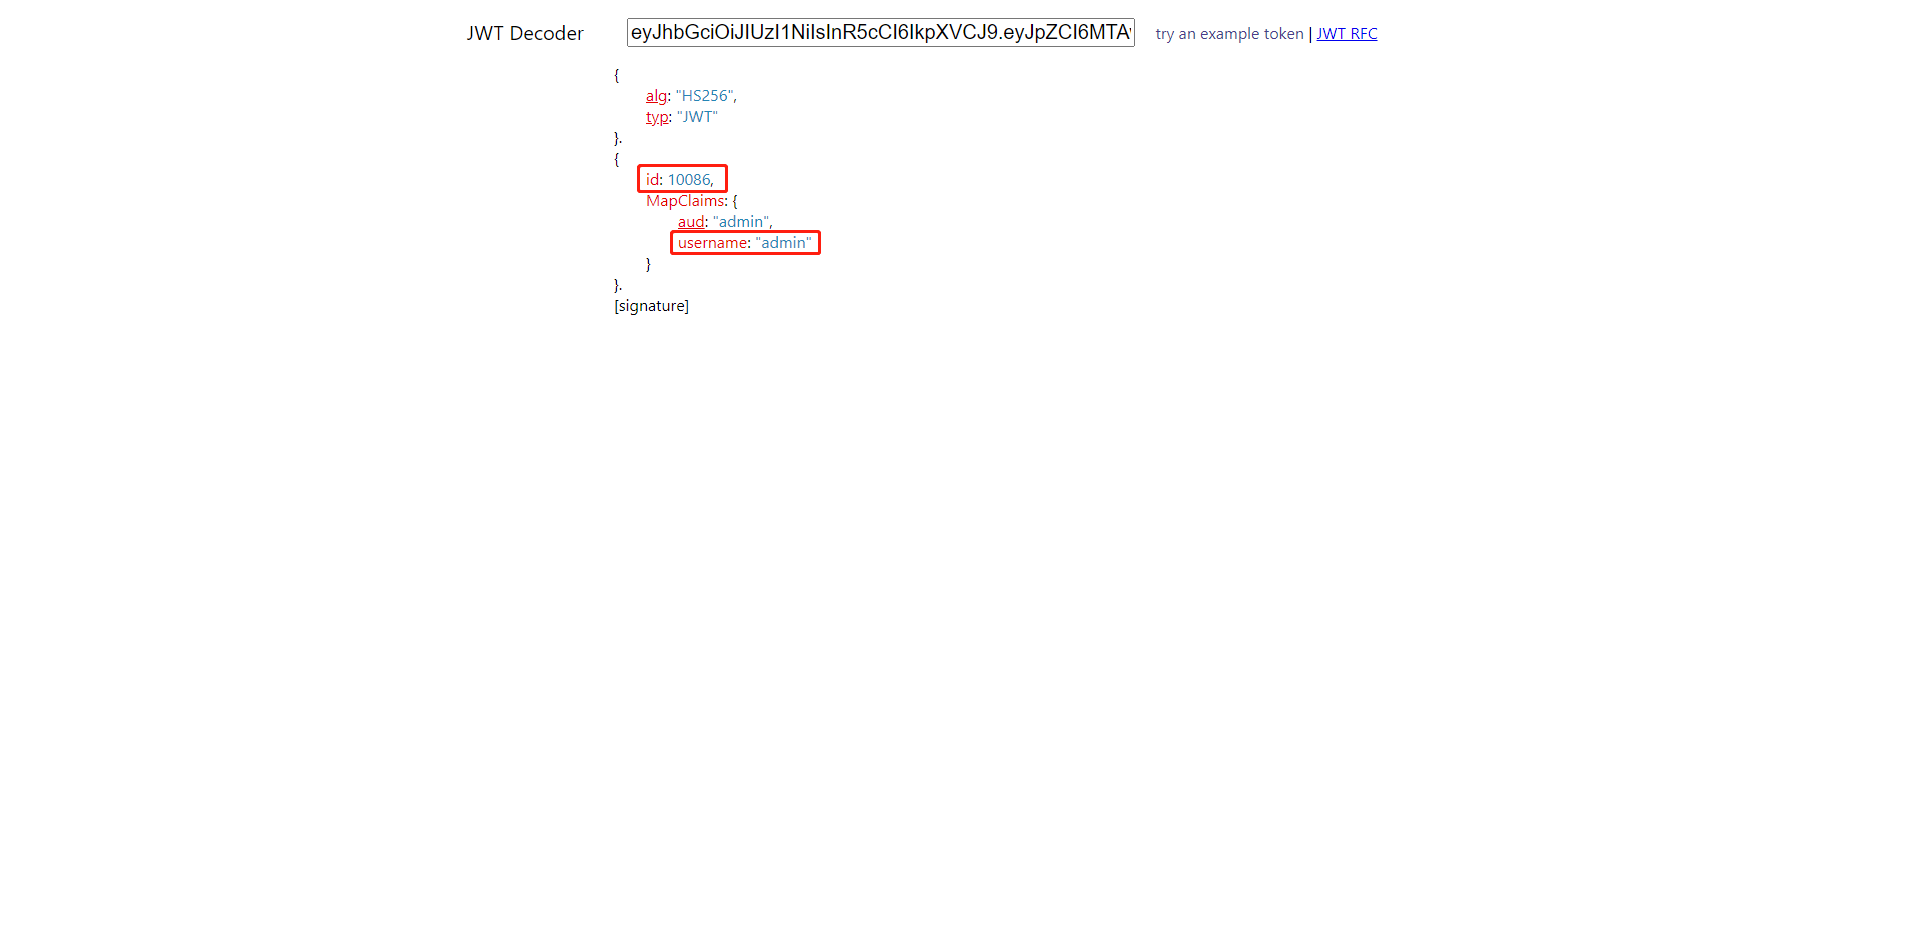 JWT Decoder eyJhbGciOiJIUzI1NiIsInR5cCI6IkpXVCJ9.eyJpZCI6MTA try an example token | JWT RFC
{
alg: "HS256",
typ: "JWT"
}.
{
id: 10086,
MapClaims: {
aud: "admin",
username: "admin"
}
}.
[signature]